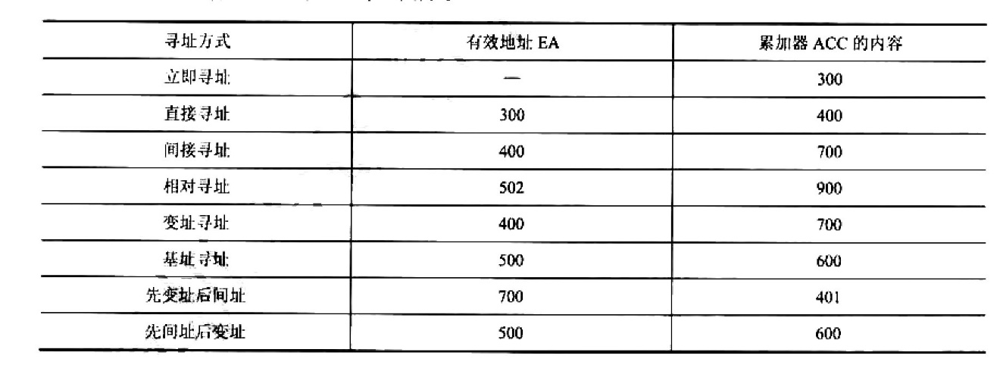 寻址方式 有效地址 EA 累加器 ACC 的内容
立即寻址 — 300
直接寻址 300 400
间接寻址 400 700
相对寻址 502 900
变址寻址 400 700
基址寻址 500 600
先变址后间址 700 401
先间址后变址 500 600